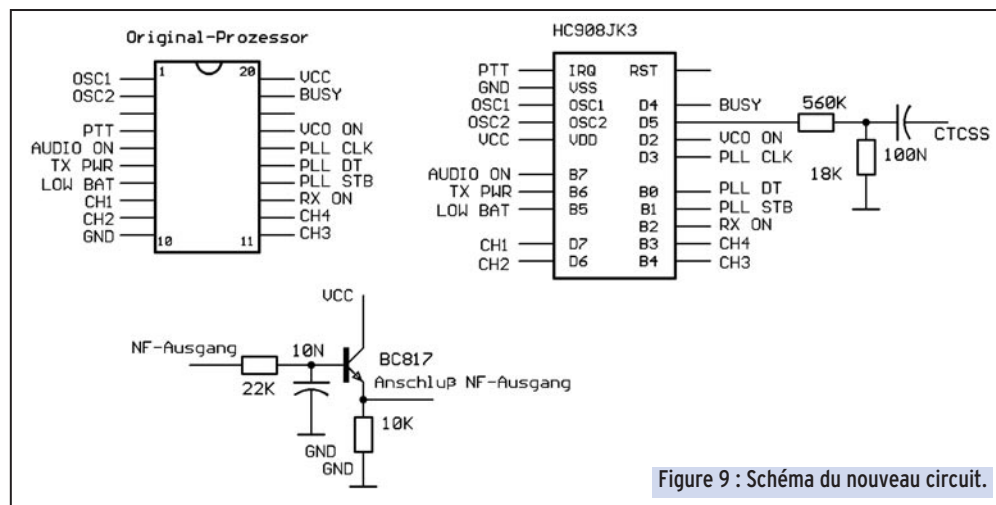 Original-Prozessor
1 20
OSC1 VCC
OSC2 BUSY
PTT VCO ON
AUDIO ON PLL CLK
TX PWR PLL DT
LOW BAT PLL STB
CH1 RX ON
CH2 CH4
GND 10 11 CH3
HC908JK3
PTT IRQ RST
GND VSS
OSC1 OSC1 D4 BUSY
OSC2 OSC2 D5
VCC VDD D2 VCO ON
D3 PLL CLK
AUDIO ON B7
TX PWR B6 B0 PLL DT
LOW BAT B5 B1 PLL STB
B2 RX ON
CH1 D7 B3 CH4
CH2 D6 B4 CH3
560K
CTCSS
100N
18K
VCC
NF-Ausgang 10N BC817
22K Anschluß NF-Ausgang
10K
GND
GND
Figure 9 : Schéma du nouveau circuit.